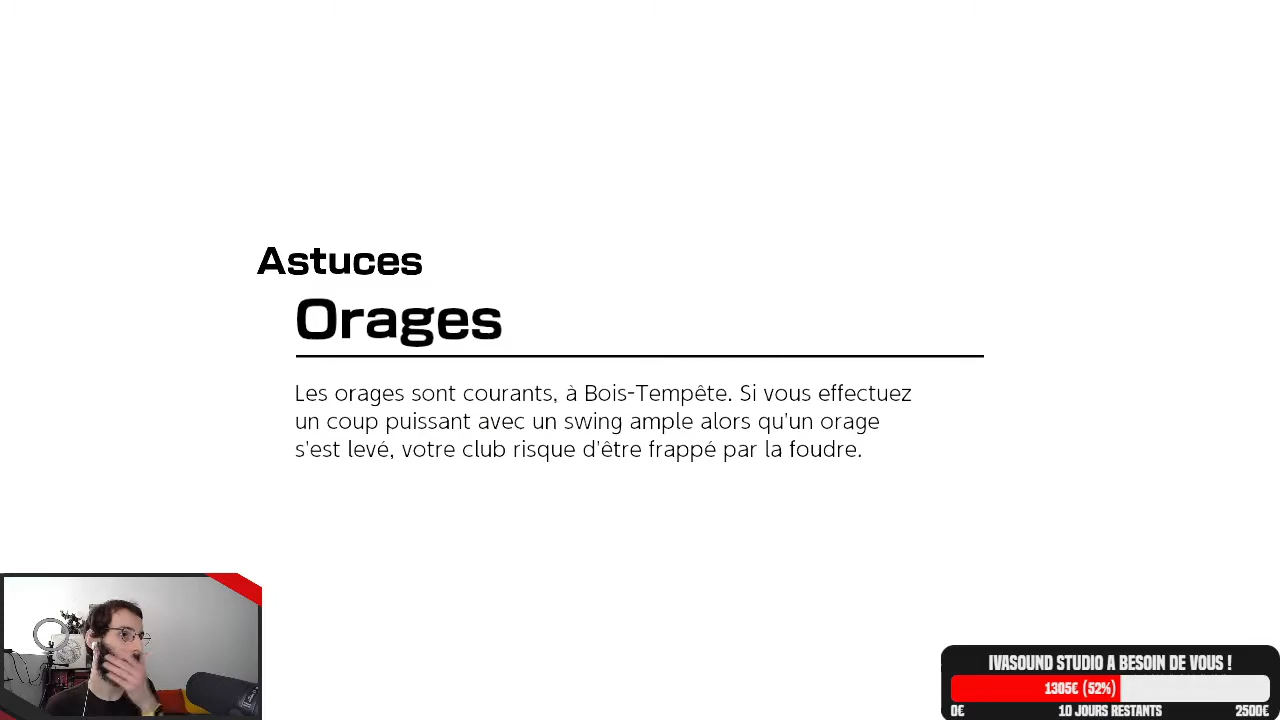 Astuces
Orages
Les orages sont courants, à Bois-Tempête. Si vous effectuez
un coup puissant avec un swing ample alors qu'un orage
s'est levé, votre club risque d'être frappé par la foudre.
IVASOUND STUDIO A BESOIN DE VOUS !
1305€ (52%)
0€ 10 JOURS RESTANTS 2500€